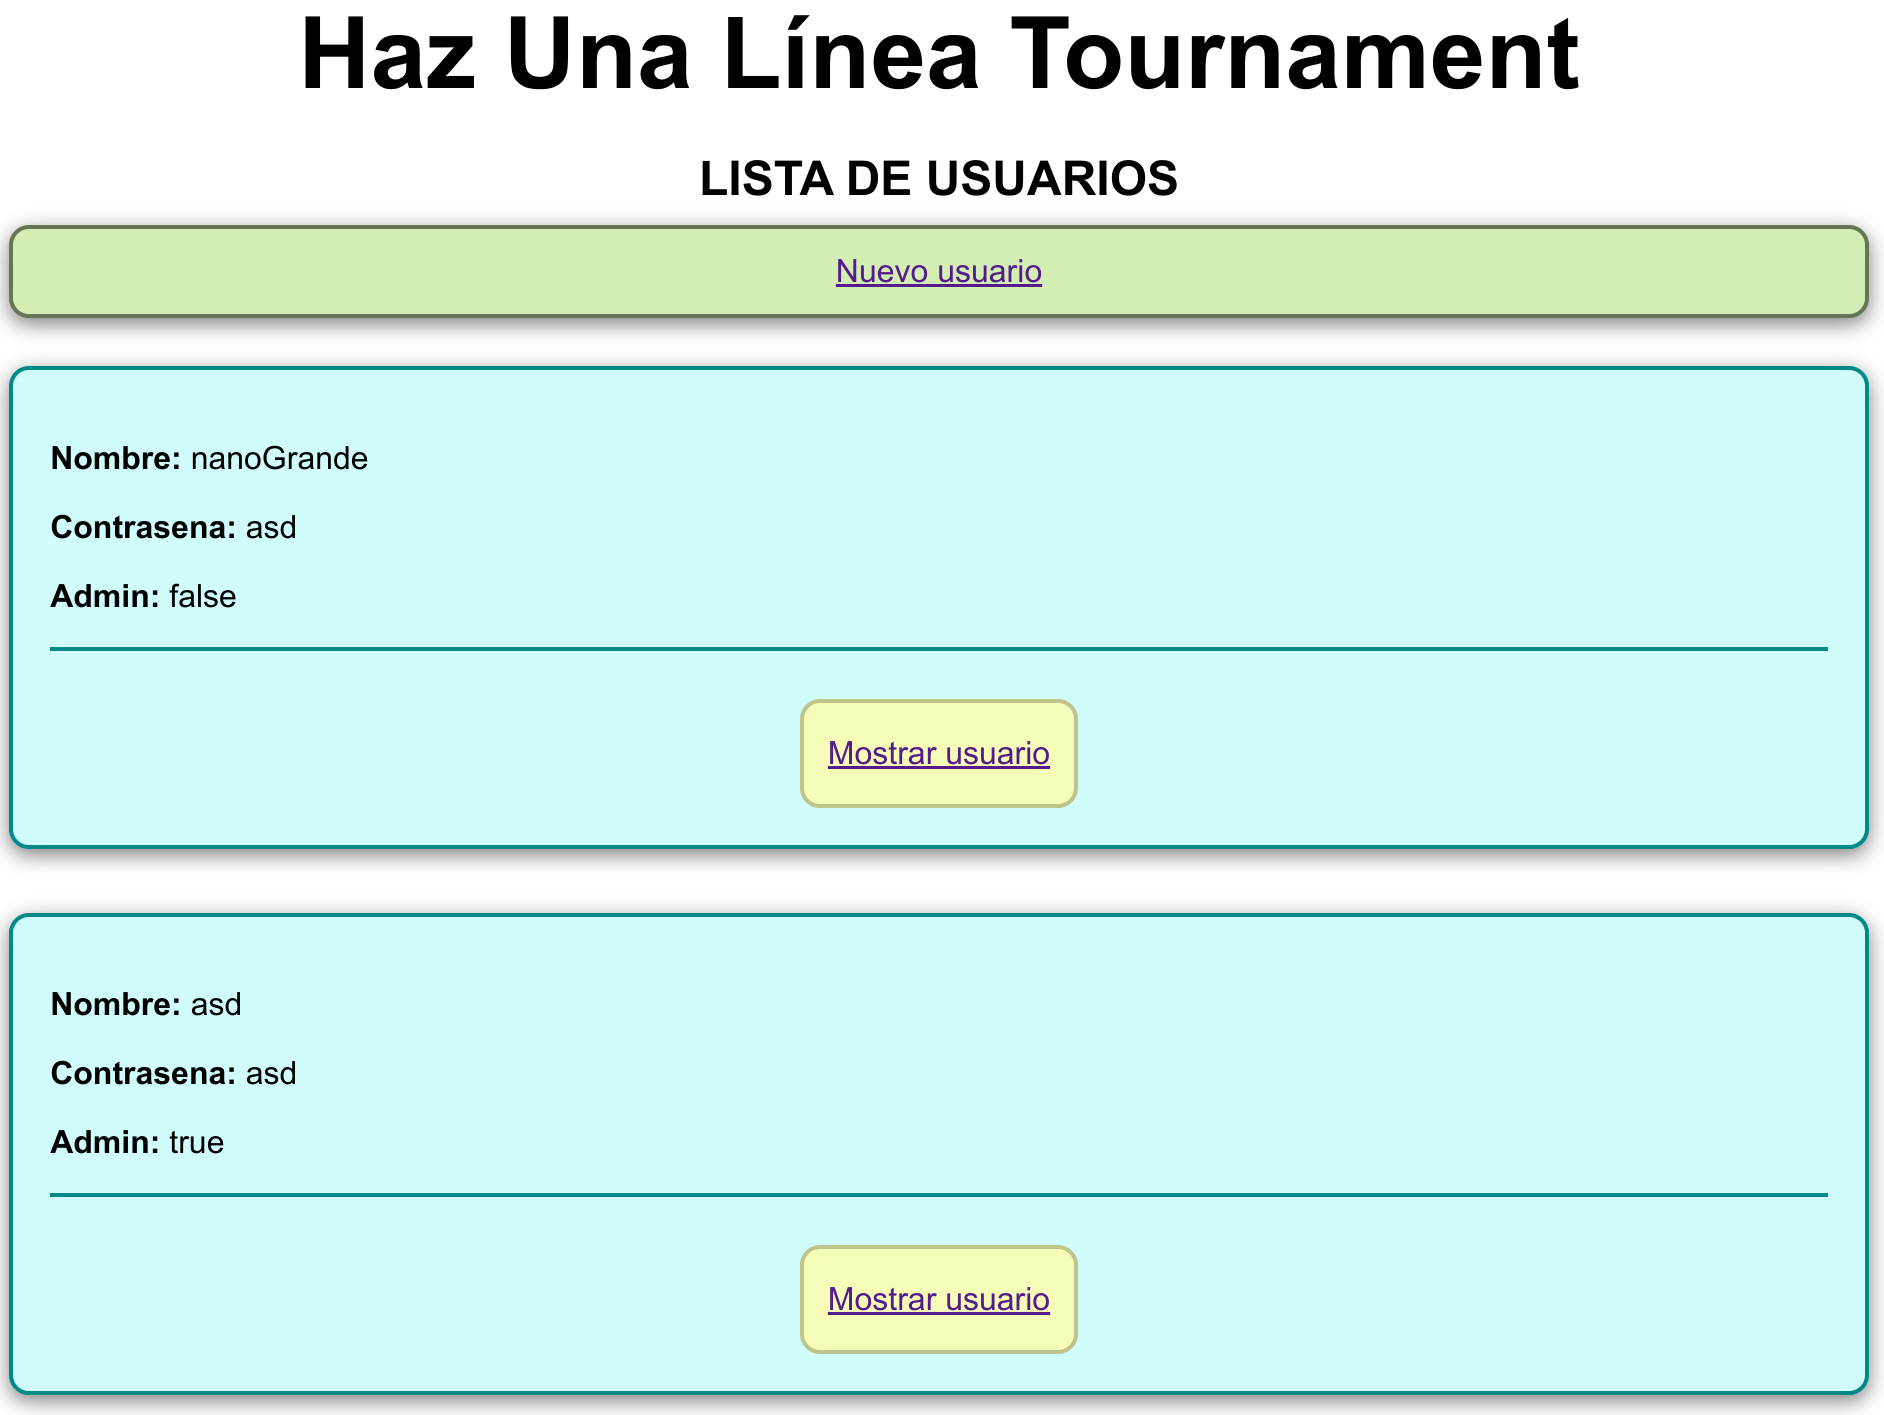 Haz Una Línea Tournament
LISTA DE USUARIOS
Nuevo usuario
Nombre: nanoGrande
Contrasena: asd
Admin: false
Mostrar usuario
Nombre: asd
Contrasena: asd
Admin: true
Mostrar usuario